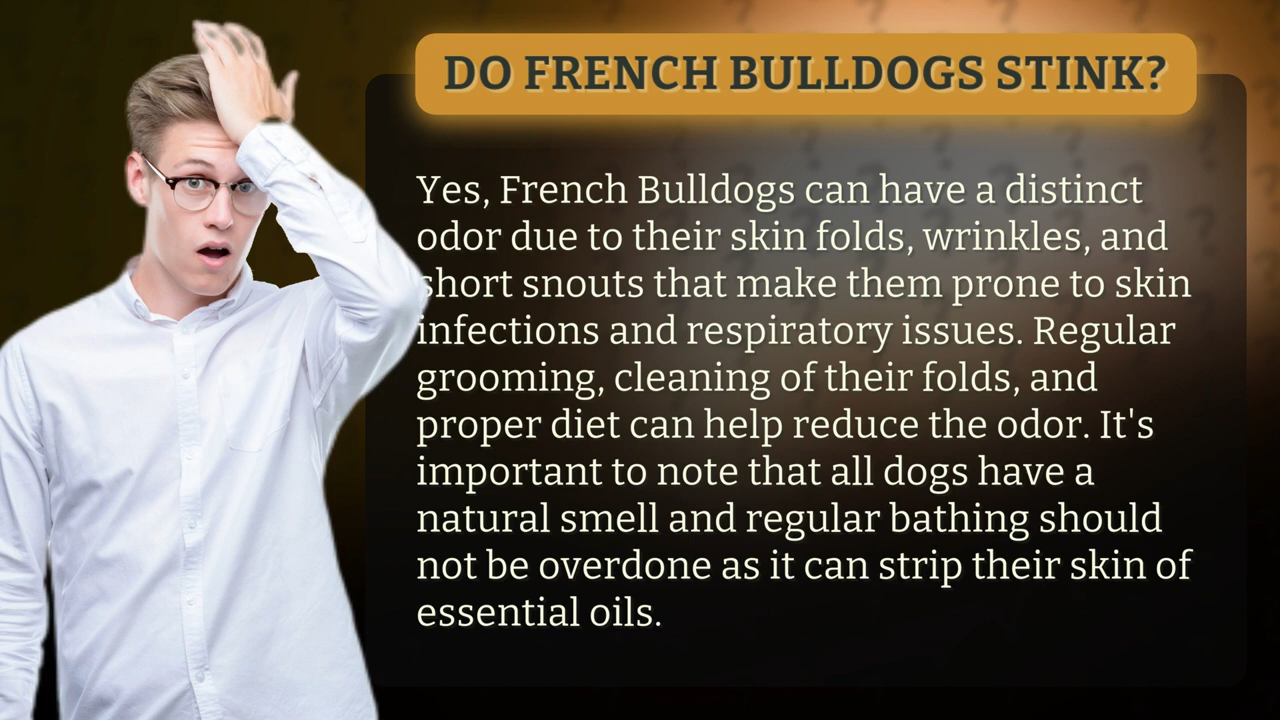 DO FRENCH BULLDOGS STINK?
Yes, French Bulldogs can have a distinct
odor due to their skin folds, wrinkles, and
short snouts that make them prone to skin
infections and respiratory issues. Regular
grooming, cleaning of their folds, and
proper diet can help reduce the odor. It's
important to note that all dogs have a
natural smell and regular bathing should
not be overdone as it can strip their skin of
essential oils.